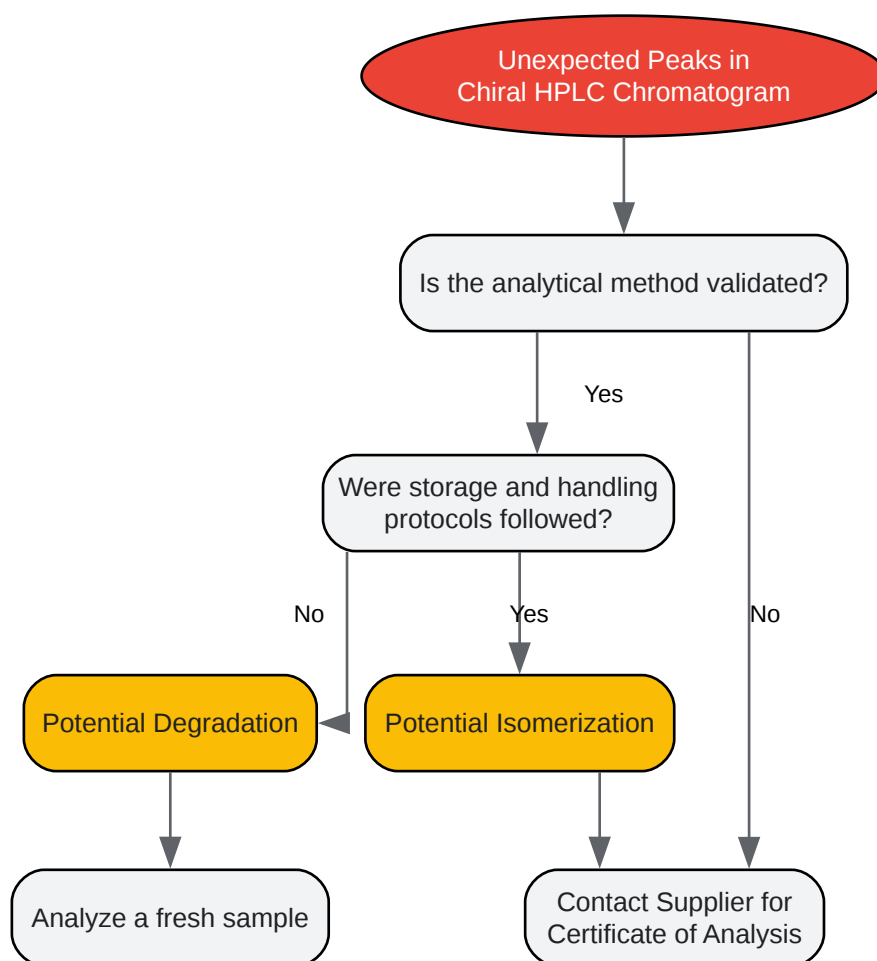 Unexpected Peaks in
Chiral HPLC Chromatogram
Is the analytical method validated?
Yes
Were storage and handling
protocols followed?
No
Yes
No
Potential Degradation
Potential Isomerization
Analyze a fresh sample
Contact Supplier for
Certificate of Analysis